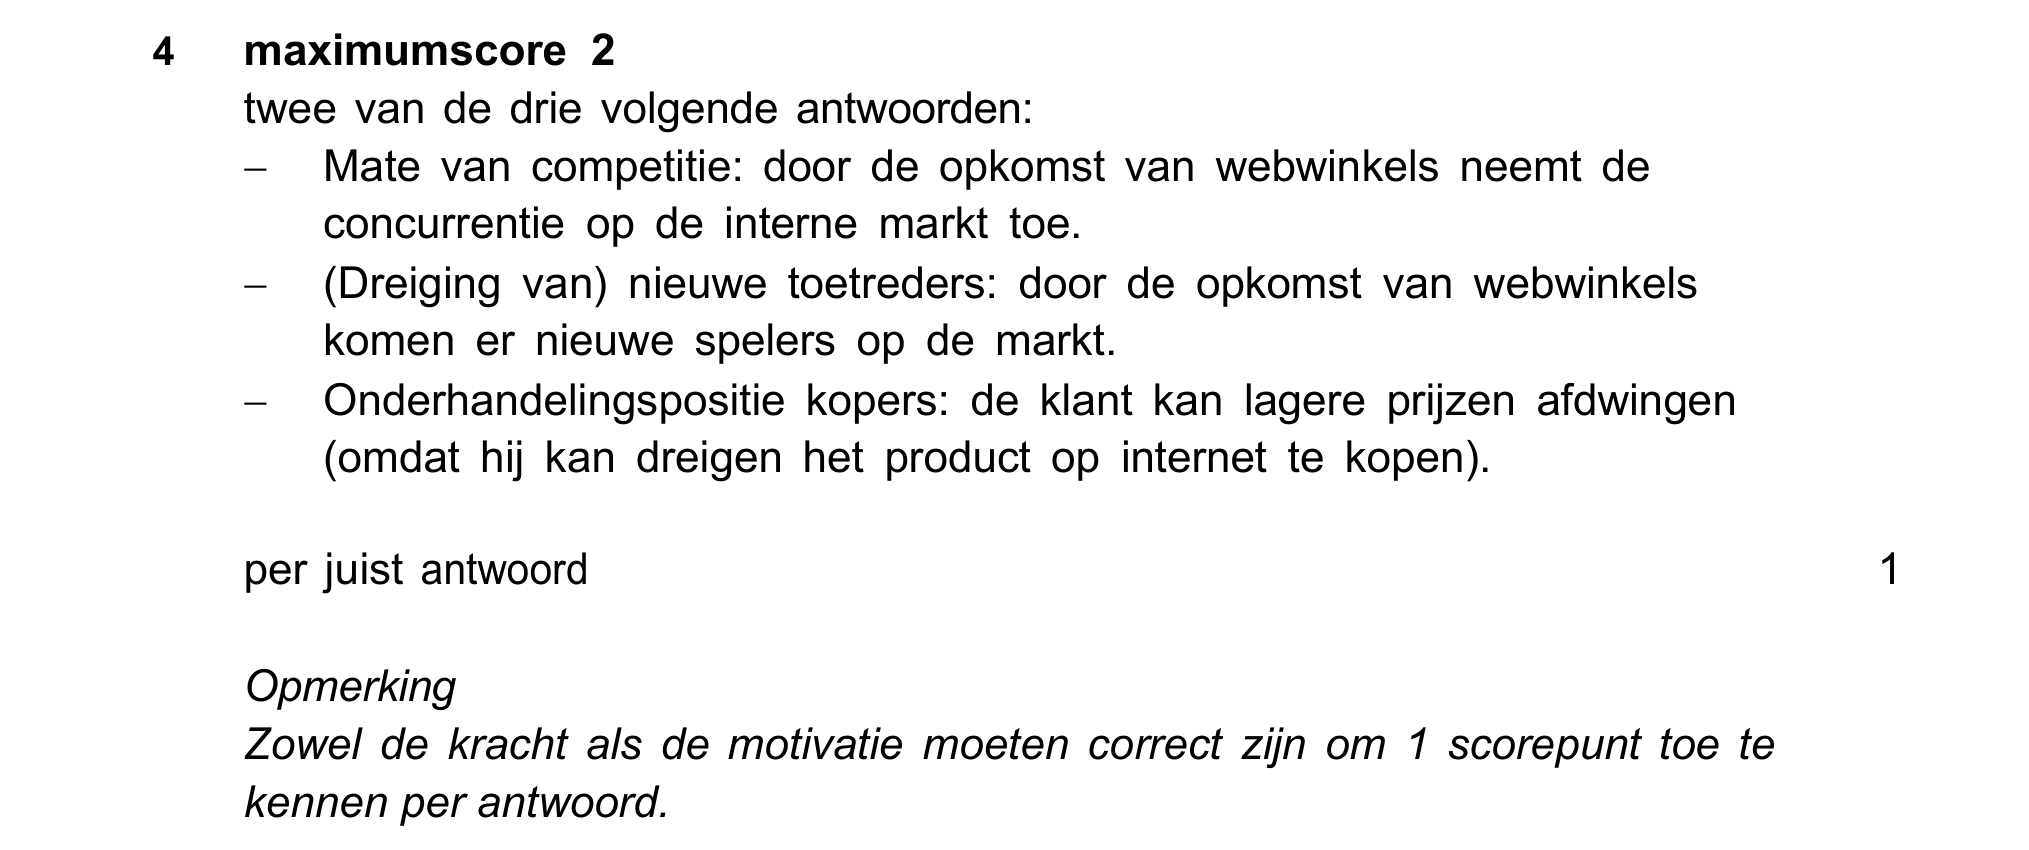 4 maximumscore 2
twee van de drie volgende antwoorden:
− Mate van competitie: door de opkomst van webwinkels neemt de
concurrentie op de interne markt toe.
− (Dreiging van) nieuwe toetreders: door de opkomst van webwinkels
komen er nieuwe spelers op de markt.
− Onderhandelingspositie kopers: de klant kan lagere prijzen afdwingen
(omdat hij kan dreigen het product op internet te kopen).
per juist antwoord 1
Opmerking
Zowel de kracht als de motivatie moeten correct zijn om 1 scorepunt toe te
kennen per antwoord.